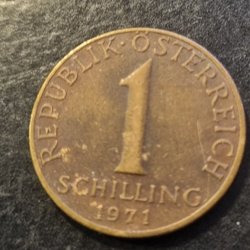 REPUBLIK · ÖSTERREICH
1
SCHILLING
1971